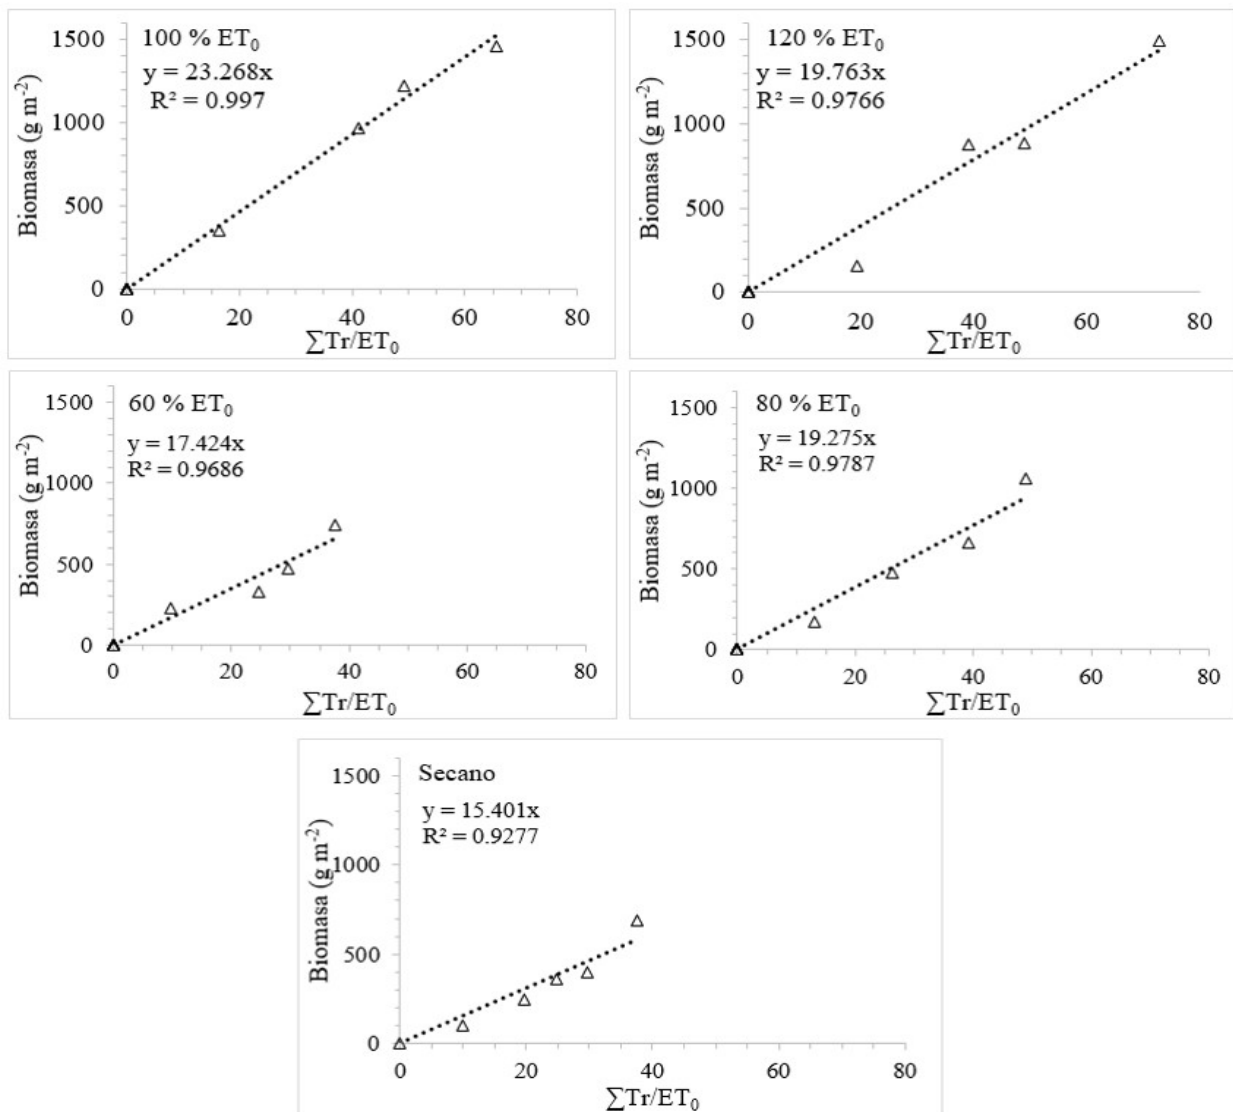 100 % ET₀
y = 23.268x
R² = 0.997
Biomasa (g m⁻²)
1500
1000
500
0
0 20 40 60 80
∑Tr/ET₀
120 % ET₀
y = 19.763x
R² = 0.9766
Biomasa (g m⁻²)
1500
1000
500
0
0 20 40 60 80
∑Tr/ET₀
60 % ET₀
y = 17.424x
R² = 0.9686
Biomasa (g m⁻²)
1500
1000
500
0
0 20 40 60 80
∑Tr/ET₀
80 % ET₀
y = 19.275x
R² = 0.9787
Biomasa (g m⁻²)
1500
1000
500
0
0 20 40 60 80
∑Tr/ET₀
Secano
y = 15.401x
R² = 0.9277
Biomasa (g m⁻²)
1500
1000
500
0
0 20 40 60 80
∑Tr/ET₀